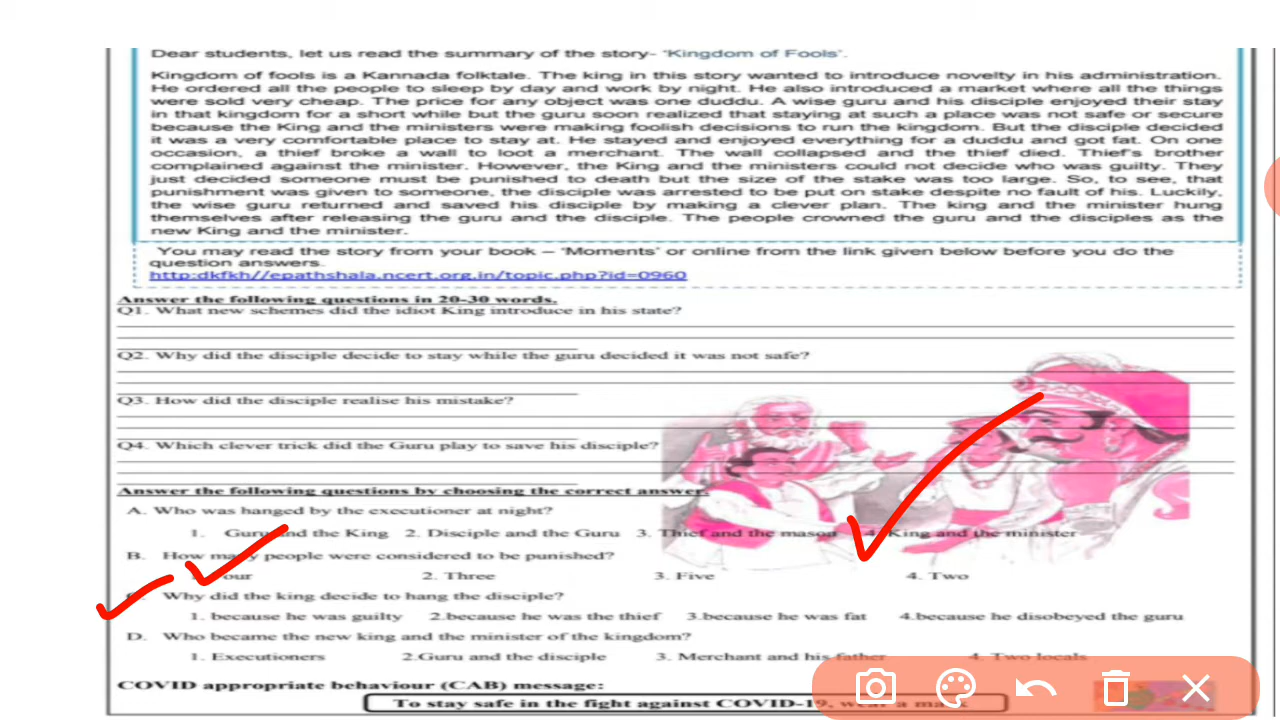 Dear students, let us read the summary of the story- 'Kingdom of Fools'.
Kingdom of fools is a Kannada folktale. The king in this story wanted to introduce novelty in his administration.
He ordered all the people to sleep by day and work by night. He also introduced a market where all the things
were sold very cheap. The price for any object was one duddu. A wise guru and his disciple enjoyed their stay
in that kingdom for a short while but the guru soon realized that staying at such a place was not safe or secure
because the King and the ministers were making foolish decisions to run the kingdom. But the disciple decided
it was a very comfortable place to stay at. He stayed and enjoyed everything for a duddu and got fat. On one
occasion, a thief broke a wall to loot a merchant. The wall collapsed and the thief died. Thief's brother
complained against the minister. However, the King and the ministers could not decide who was guilty. They
just decided someone must be punished to death but the size of the stake was too large. So, to see, that
punishment was given to someone, the disciple was arrested to be put on stake despite no fault of his. Luckily,
the wise guru returned and saved his disciple by making a clever plan. The king and the minister hung
themselves after releasing the guru and the disciple. The people crowned the guru and the disciples as the
new King and the minister.
You may read the story from your book – 'Moments' or online from the link given below before you do the
question answers.
http:dkfkh//epathshala.ncert.org.in/topic.php?id=0960
Answer the following questions in 20-30 words.
Q1. What new schemes did the idiot King introduce in his state?
Q2. Why did the disciple decide to stay while the guru decided it was not safe?
Q3. How did the disciple realise his mistake?
Q4. Which clever trick did the Guru play to save his disciple?
Answer the following questions by choosing the correct answer.
A. Who was hanged by the executioner at night?
1. Guru and the King 2. Disciple and the Guru 3. Thief and the mason 4. King and the minister
B. How many people were considered to be punished?
our 2. Three 3. Five 4. Two
Why did the king decide to hang the disciple?
1. because he was guilty 2.because he was the thief 3.because he was fat 4.because he disobeyed the guru
D. Who became the new king and the minister of the kingdom?
1. Executioners 2.Guru and the disciple 3. Merchant and his father 4. Two locals
COVID appropriate behaviour (CAB) message:
To stay safe in the fight against COVID-19, wear a mask